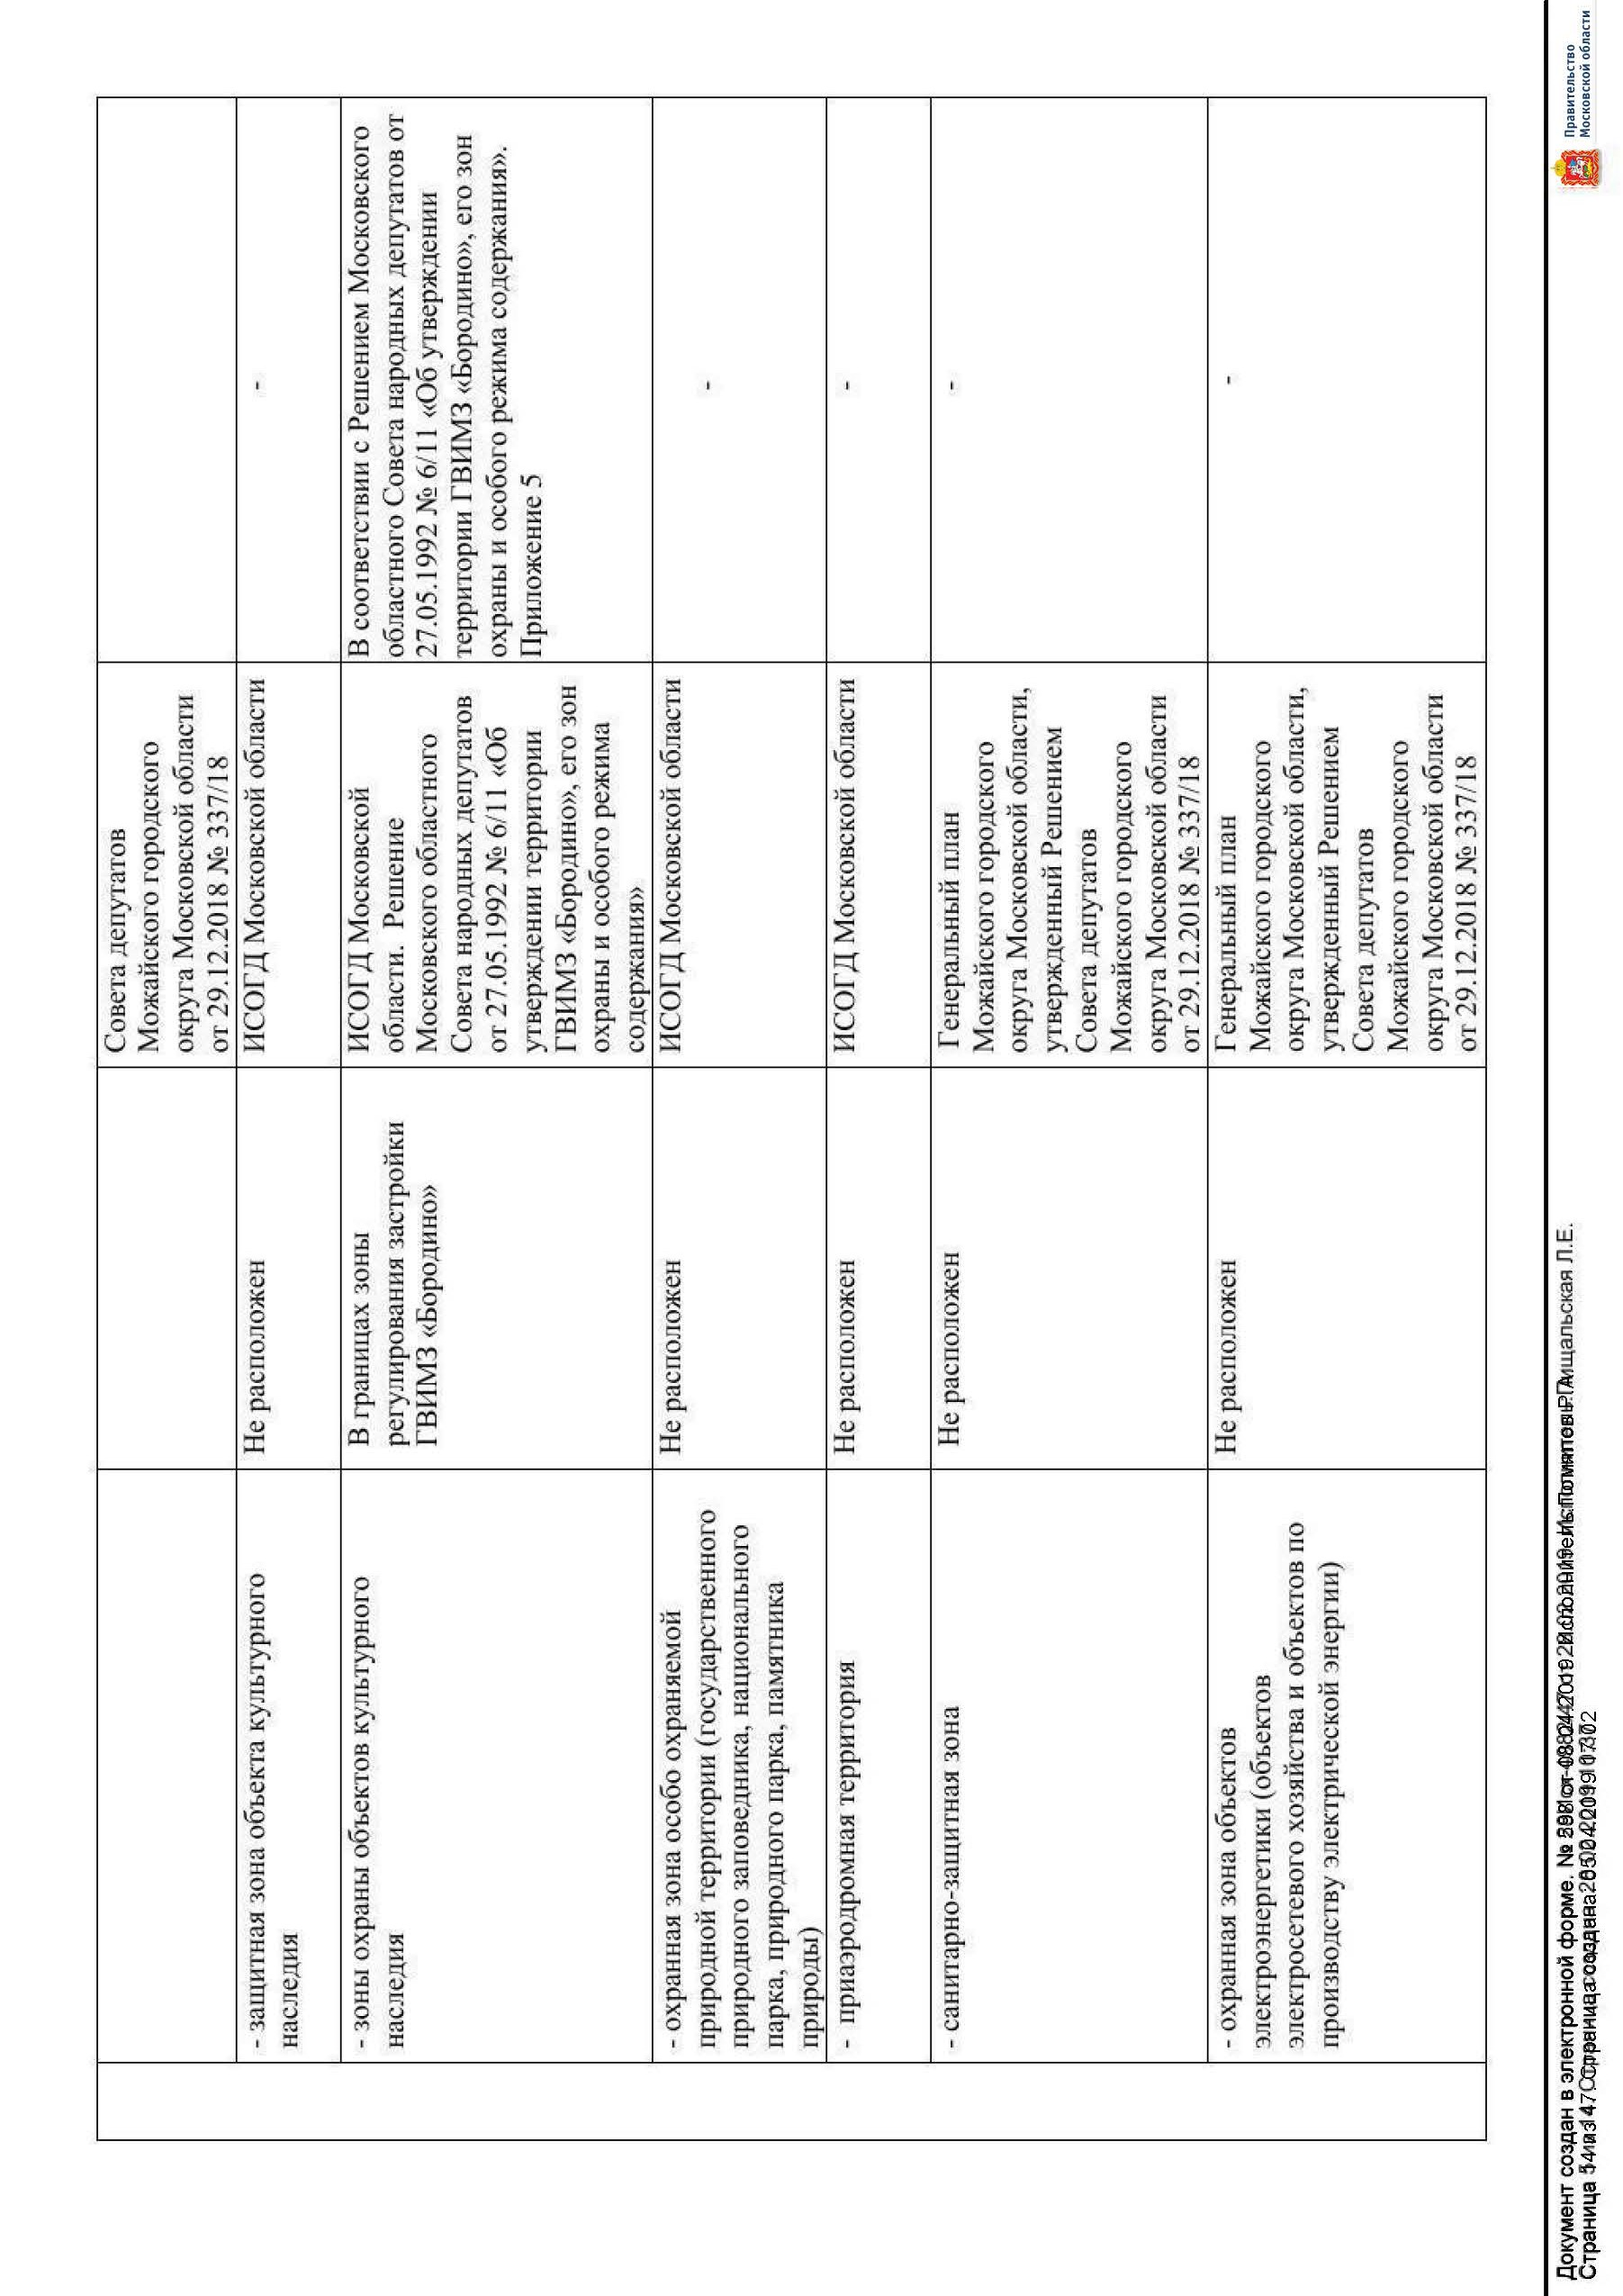 Совета депутатов
Можайского городского
округа Московской области
от 29.12.2018 № 337/18
- защитная зона объекта культурного
наследия
Не расположен
ИСОГД Московской области
-
- зоны охраны объектов культурного
наследия
В границах зоны
регулирования застройки
ГВИМЗ «Бородино»
ИСОГД Московской
области. Решение
Московского областного
Совета народных депутатов
от 27.05.1992 № 6/11 «Об
утверждении территории
ГВИМЗ «Бородино», его зон
охраны и особого режима
содержания»
В соответствии с Решением Московского
областного Совета народных депутатов от
27.05.1992 № 6/11 «Об утверждении
территории ГВИМЗ «Бородино», его зон
охраны и особого режима содержания».
Приложение 5
- охранная зона особо охраняемой
природной территории (государственного
природного заповедника, национального
парка, природного парка, памятника
природы)
Не расположен
ИСОГД Московской области
-
- приаэродромная территория
Не расположен
ИСОГД Московской области
-
- санитарно-защитная зона
Не расположен
Генеральный план
Можайского городского
округа Московской области,
утвержденный Решением
Совета депутатов
Можайского городского
округа Московской области
от 29.12.2018 № 337/18
-
- охранная зона объектов
электроэнергетики (объектов
электросетевого хозяйства и объектов по
производству электрической энергии)
Не расположен
Генеральный план
Можайского городского
округа Московской области,
утвержденный Решением
Совета депутатов
Можайского городского
округа Московской области
от 29.12.2018 № 337/18
-
Документ создан в электронной форме. №
Страница
Правительство
Московской области